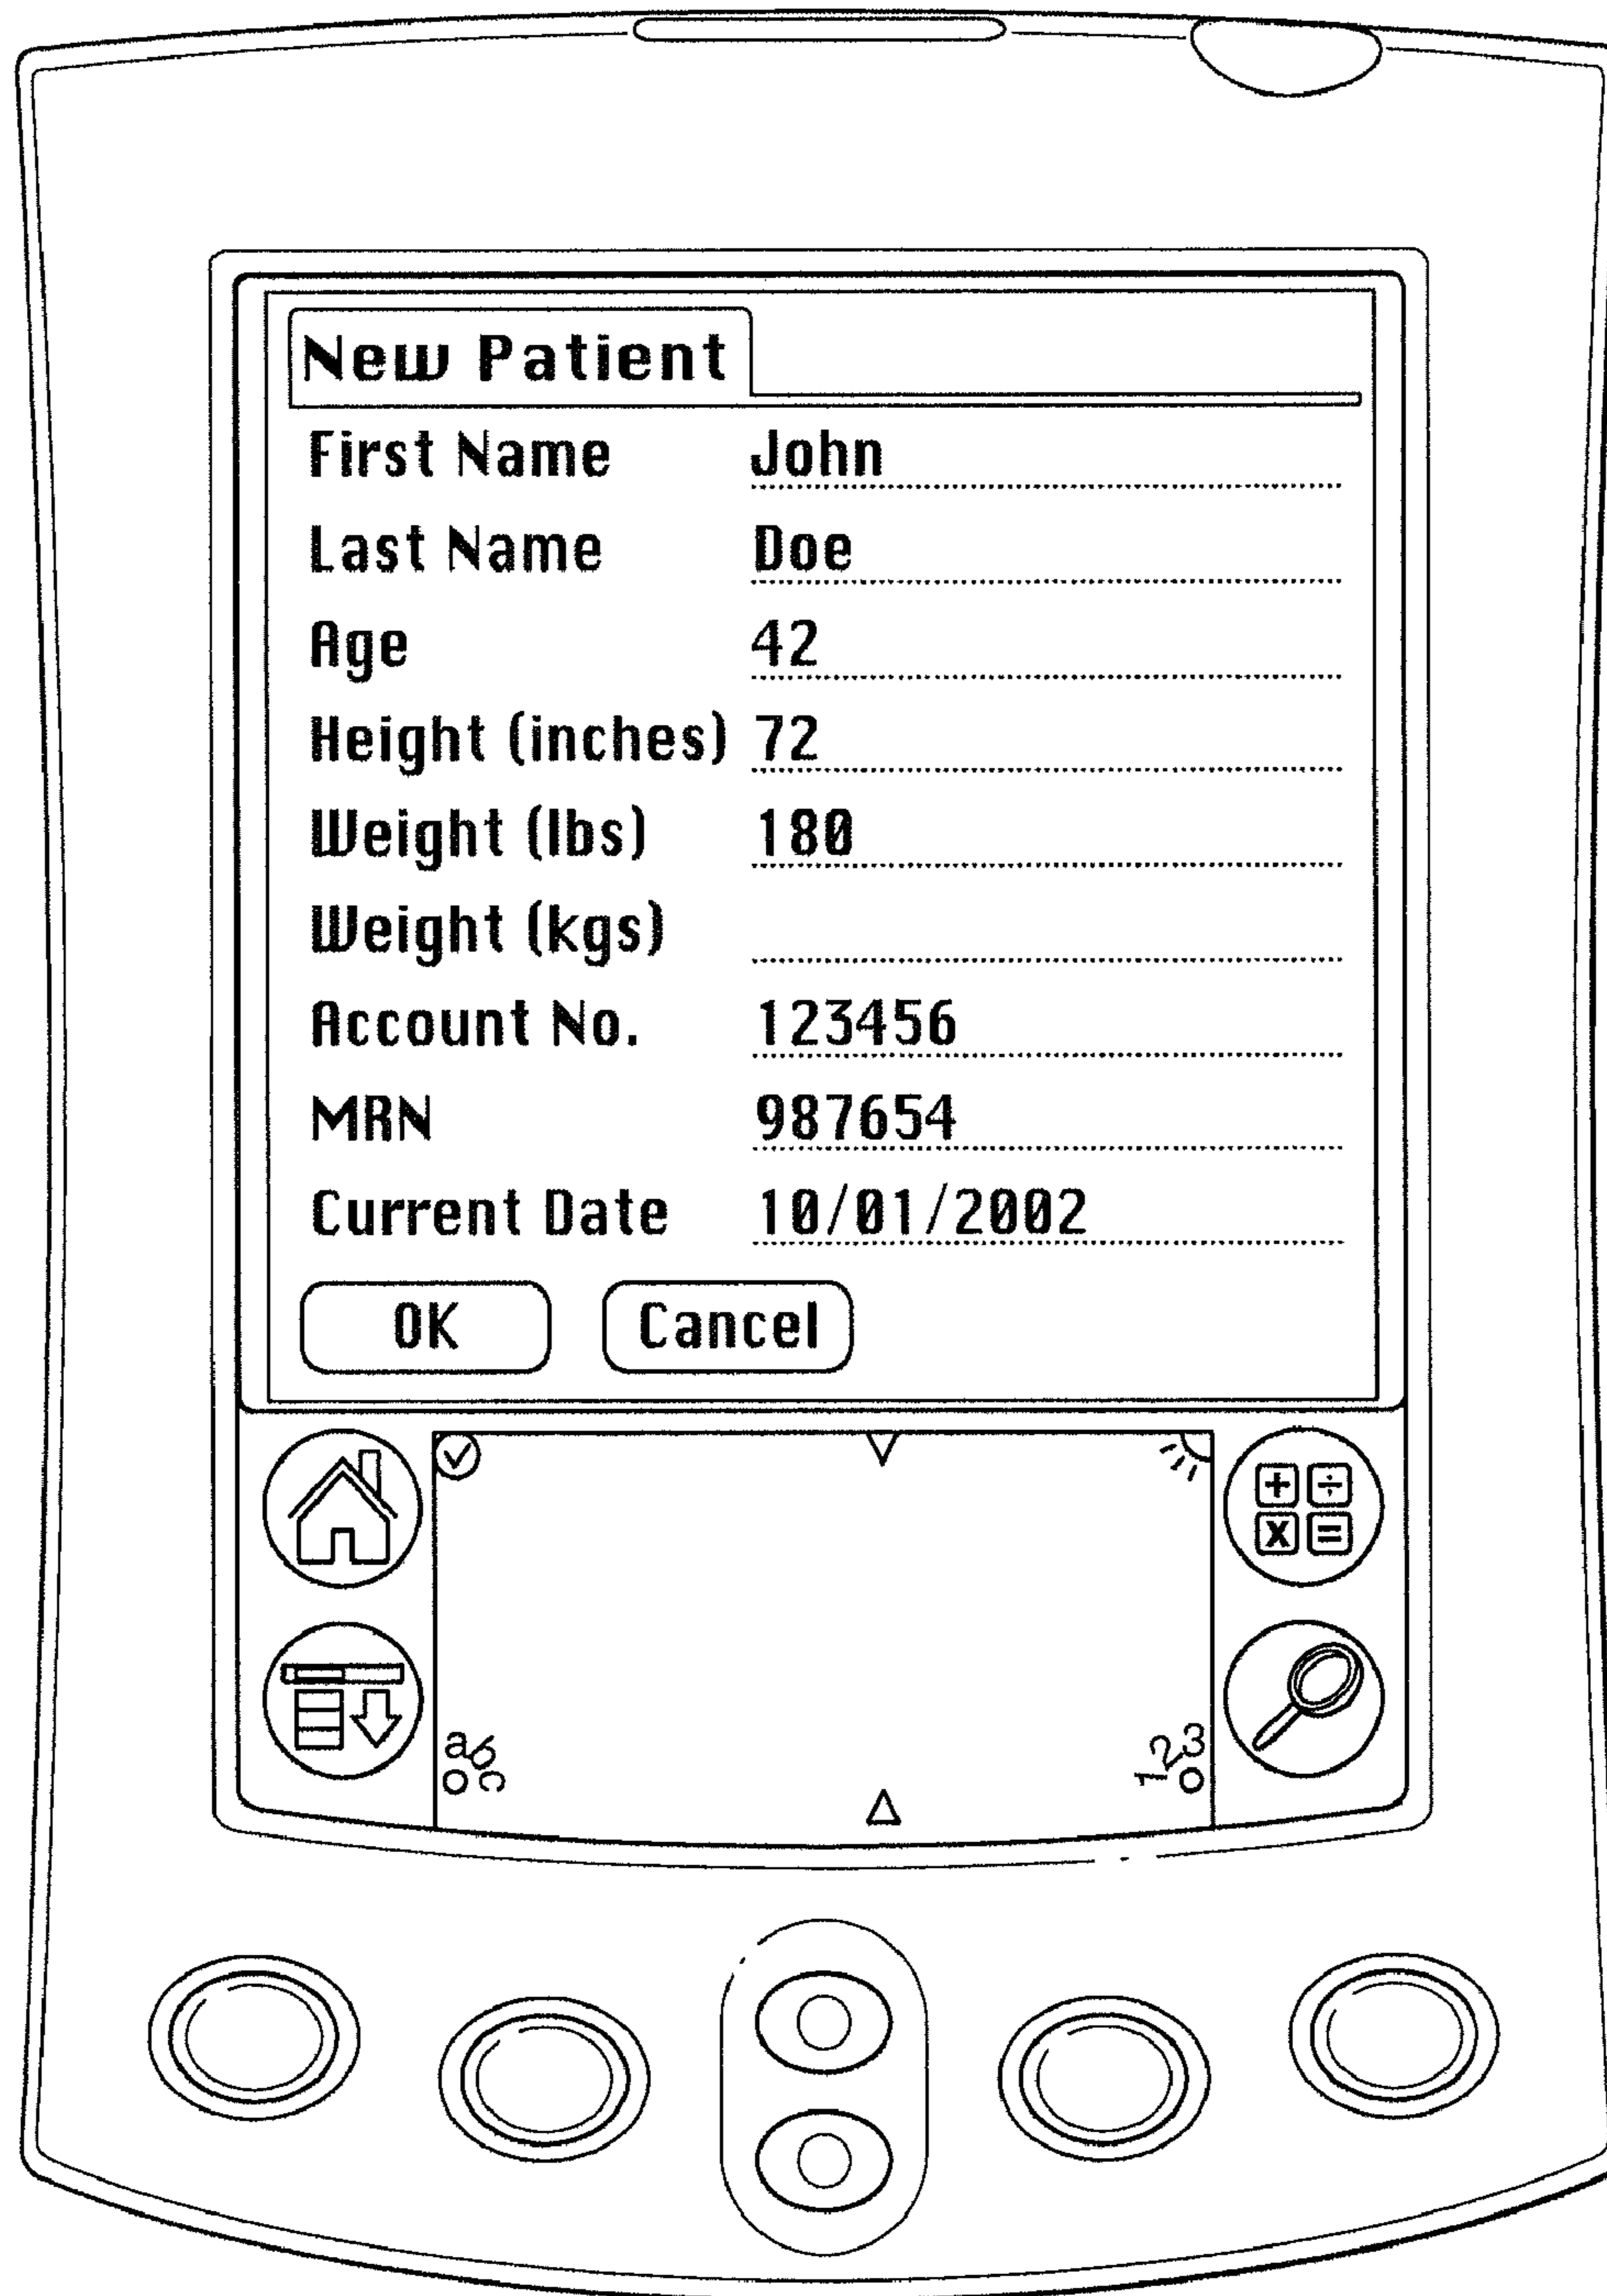 New Patient
First Name John
Last Name Doe
Age 42
Height (inches) 72
Weight (lbs) 180
Weight (kgs)
Account No. 123456
MRN 987654
Current Date 10/01/2002
OK Cancel
+ ÷
x =
abc 123